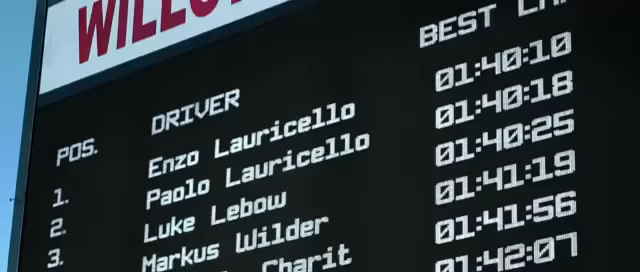 POS. DRIVER BEST
1. Enzo Lauricello 01:40:10
2. Paolo Lauricello 01:40:18
3. Luke Lebow 01:40:25
Markus Wilder 01:41:19
Charit 01:41:56
01:42:07